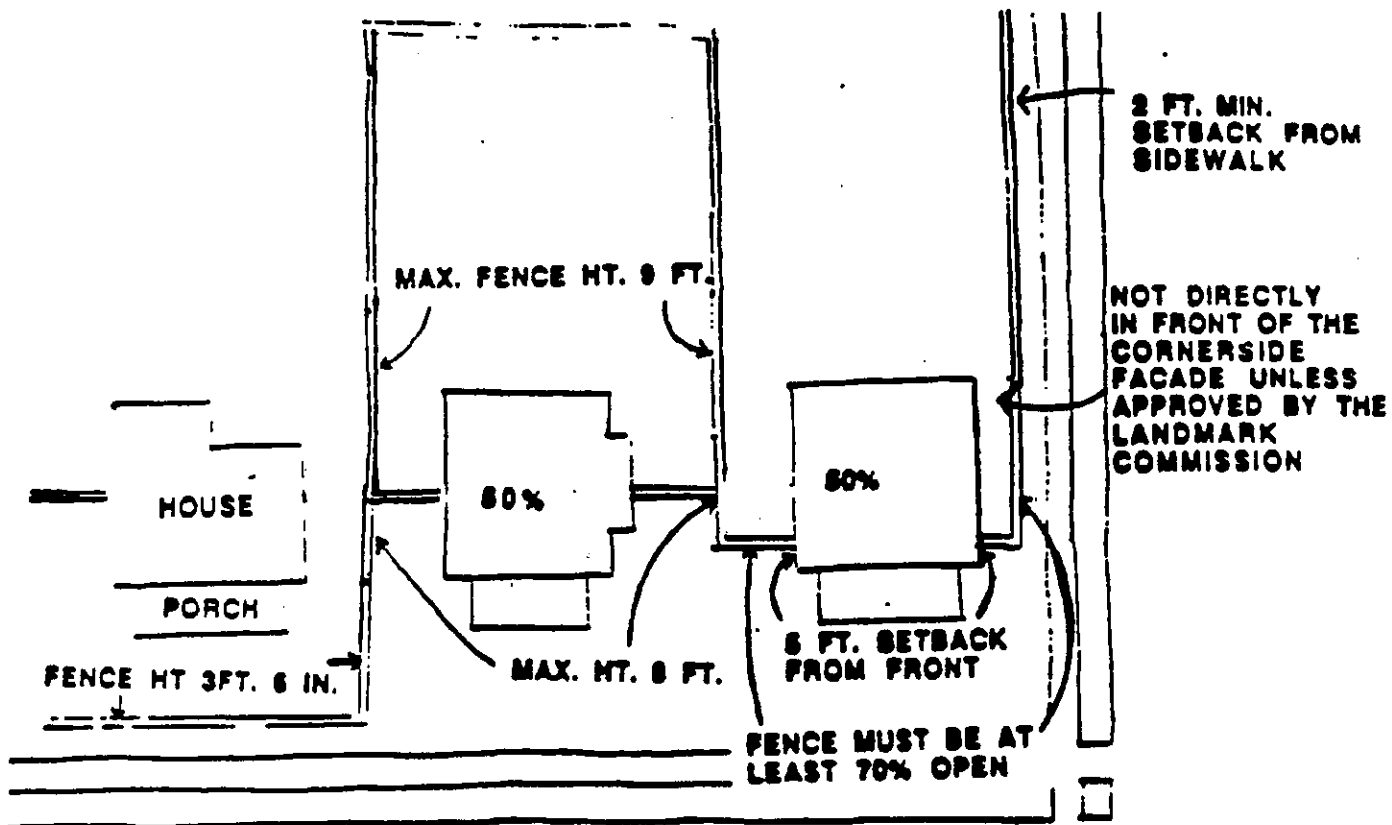 2 FT. MIN.
SETBACK FROM
SIDEWALK
MAX. FENCE HT. 9 FT.
NOT DIRECTLY
IN FRONT OF THE
CORNERSIDE
FACADE UNLESS
APPROVED BY THE
LANDMARK
COMMISSION
HOUSE
50%
50%
PORCH
FENCE HT 3FT. 6 IN.
MAX. HT. FT.
5 FT. SETBACK
FROM FRONT
FENCE MUST BE AT
LEAST 70% OPEN